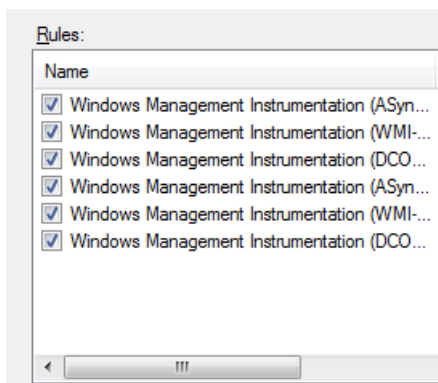 Rules:
Name
Windows Management Instrumentation (ASyn...
Windows Management Instrumentation (WMI-...
Windows Management Instrumentation (DCO...
Windows Management Instrumentation (ASyn...
Windows Management Instrumentation (WMI-...
Windows Management Instrumentation (DCO...